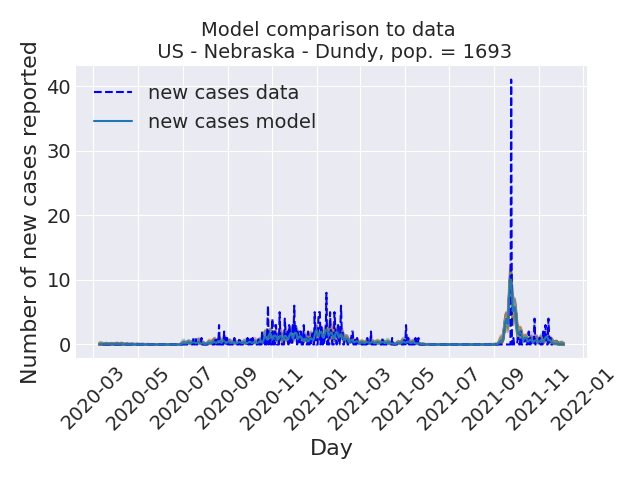 Model comparison to data
US - Nebraska - Dundy, pop. = 1693
Number of new cases reported
40
30
20
10
0
new cases data
new cases model
2020-03
2020-05
2020-07
2020-09
2020-11
2021-01
2021-03
2021-05
2021-07
2021-09
2021-11
2022-01
Day